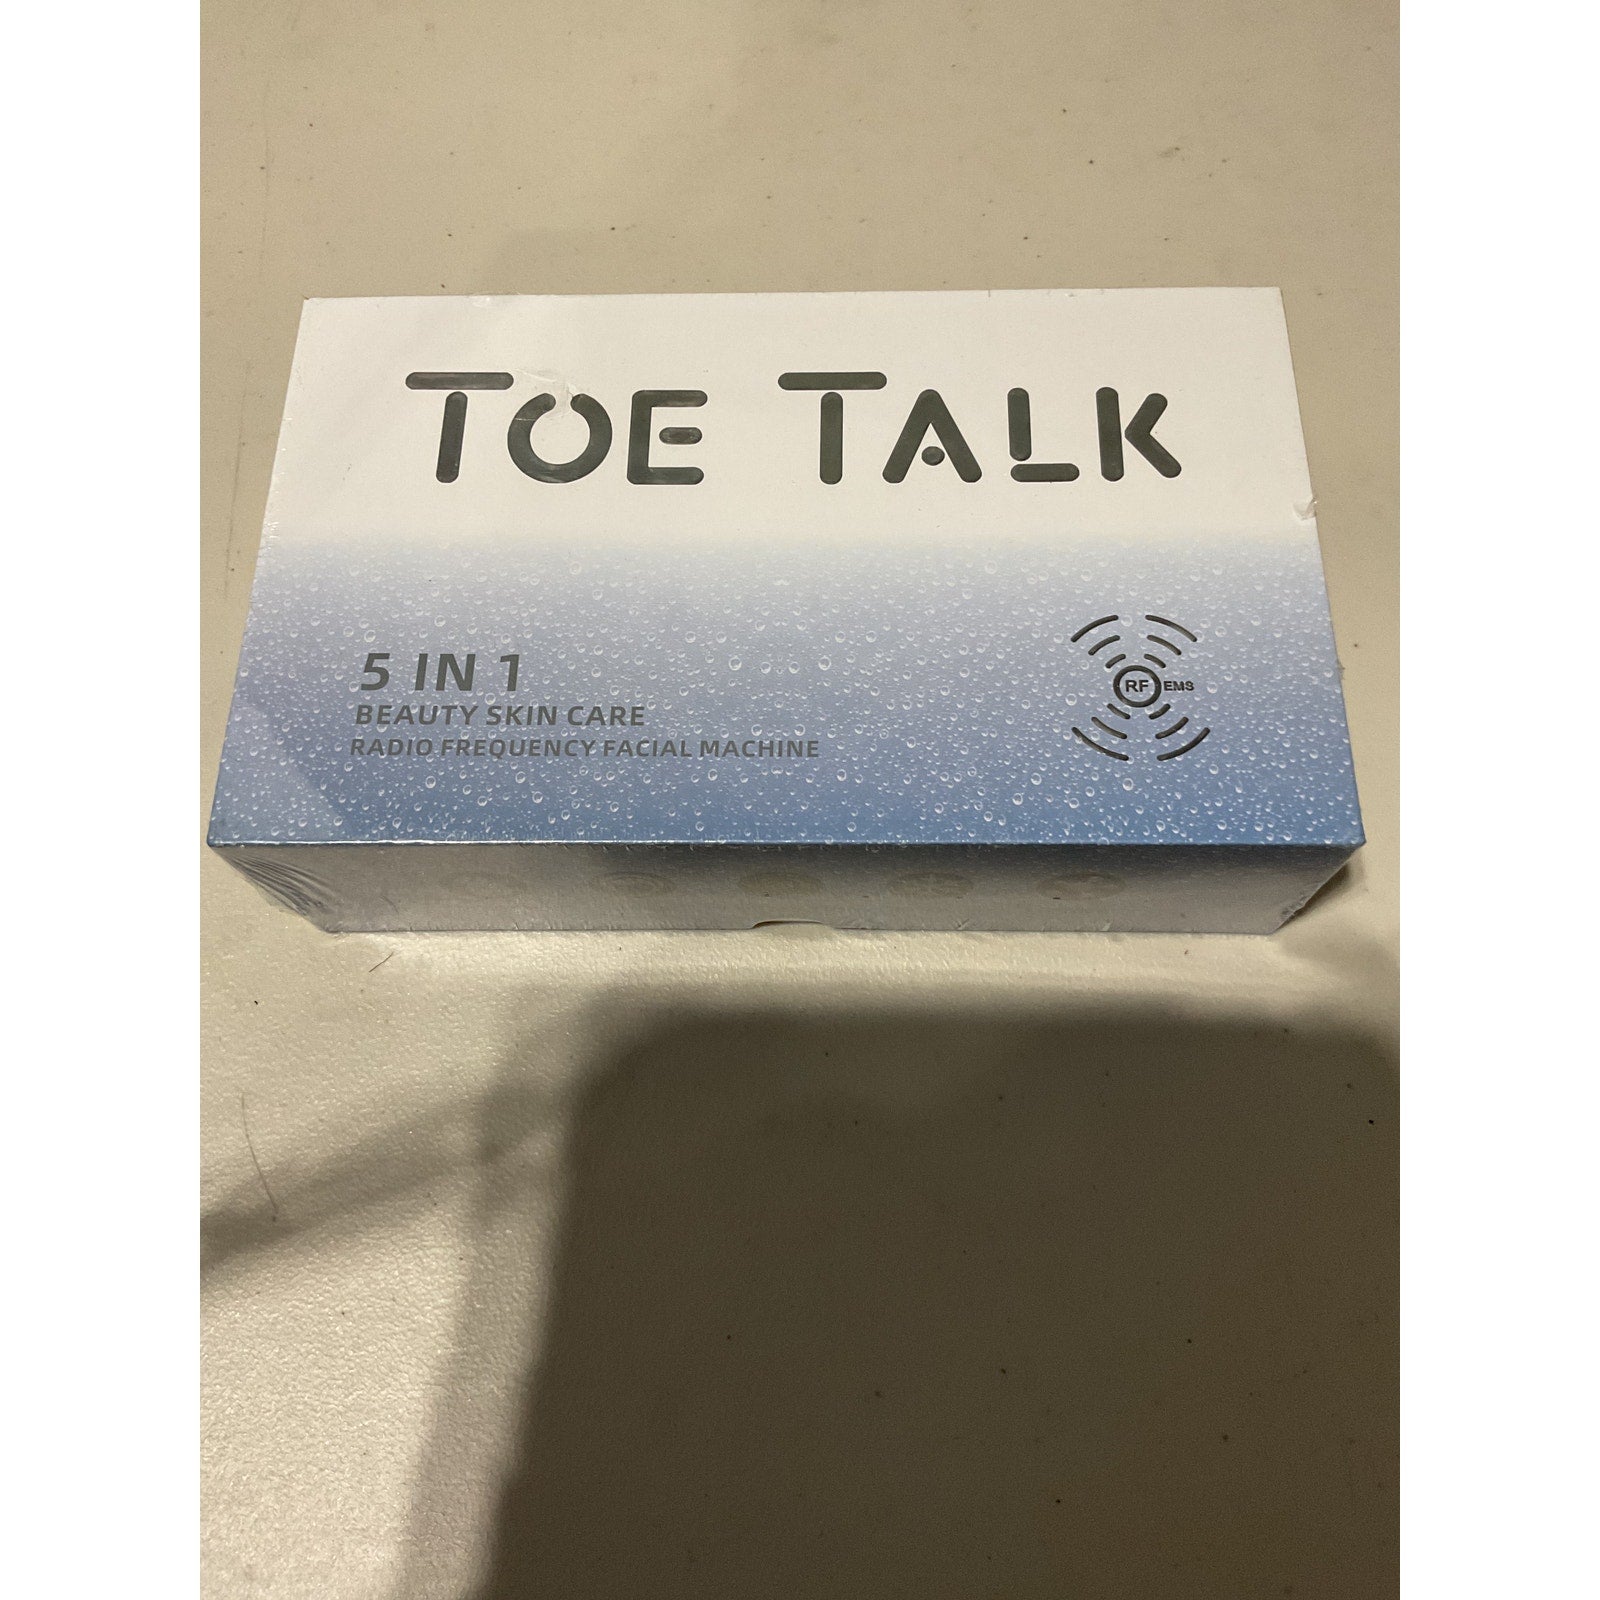 TOE TALK
5 IN 1
BEAUTY SKIN CARE
RADIO FREQUENCY FACIAL MACHINE
RF EMS